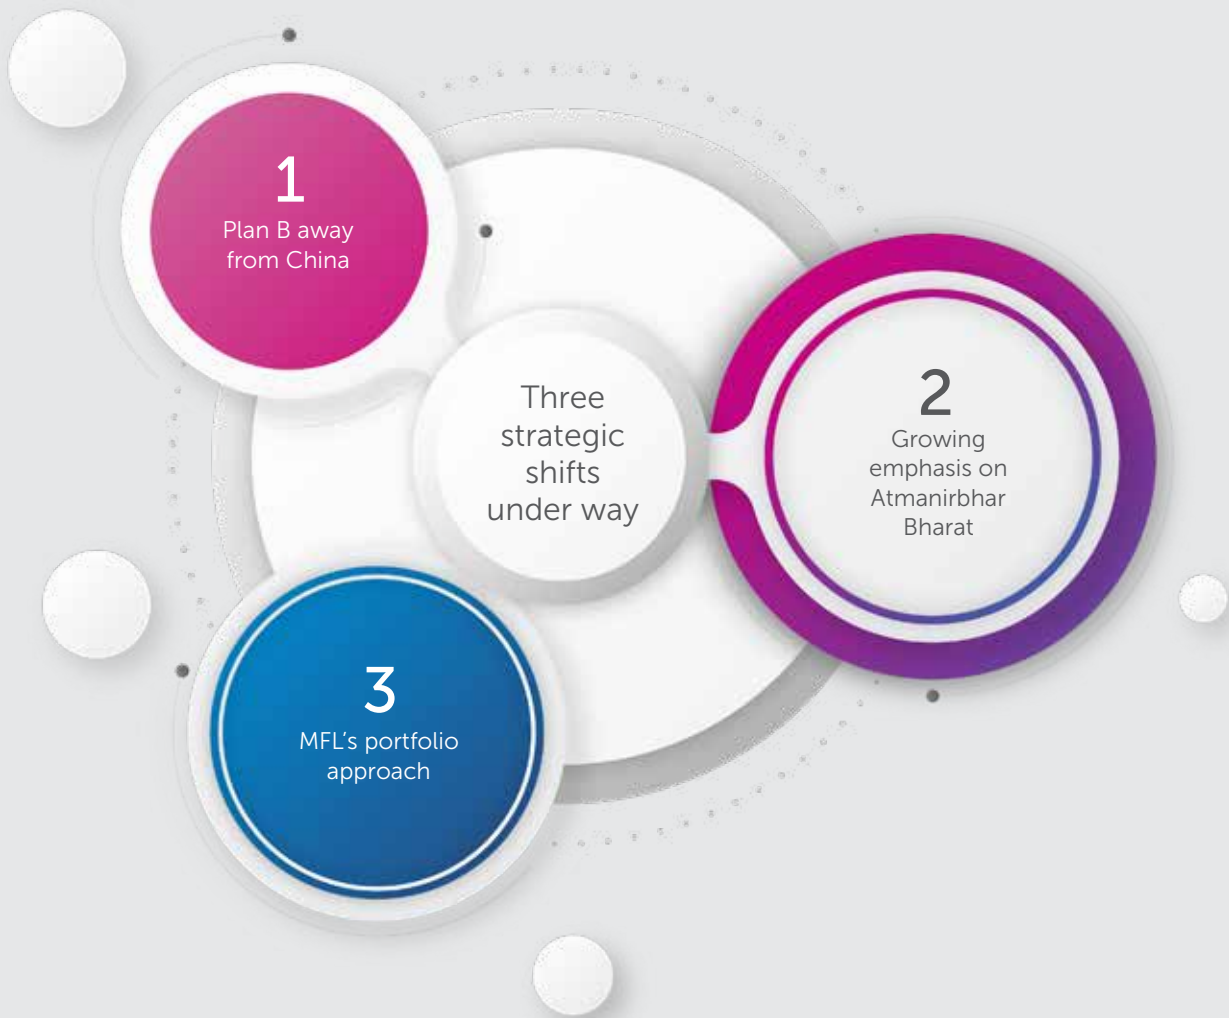 Three
strategic
shifts
under way
1
Plan B away
from China
2
Growing
emphasis on
Atmanirbhar
Bharat
3
MFL's portfolio
approach